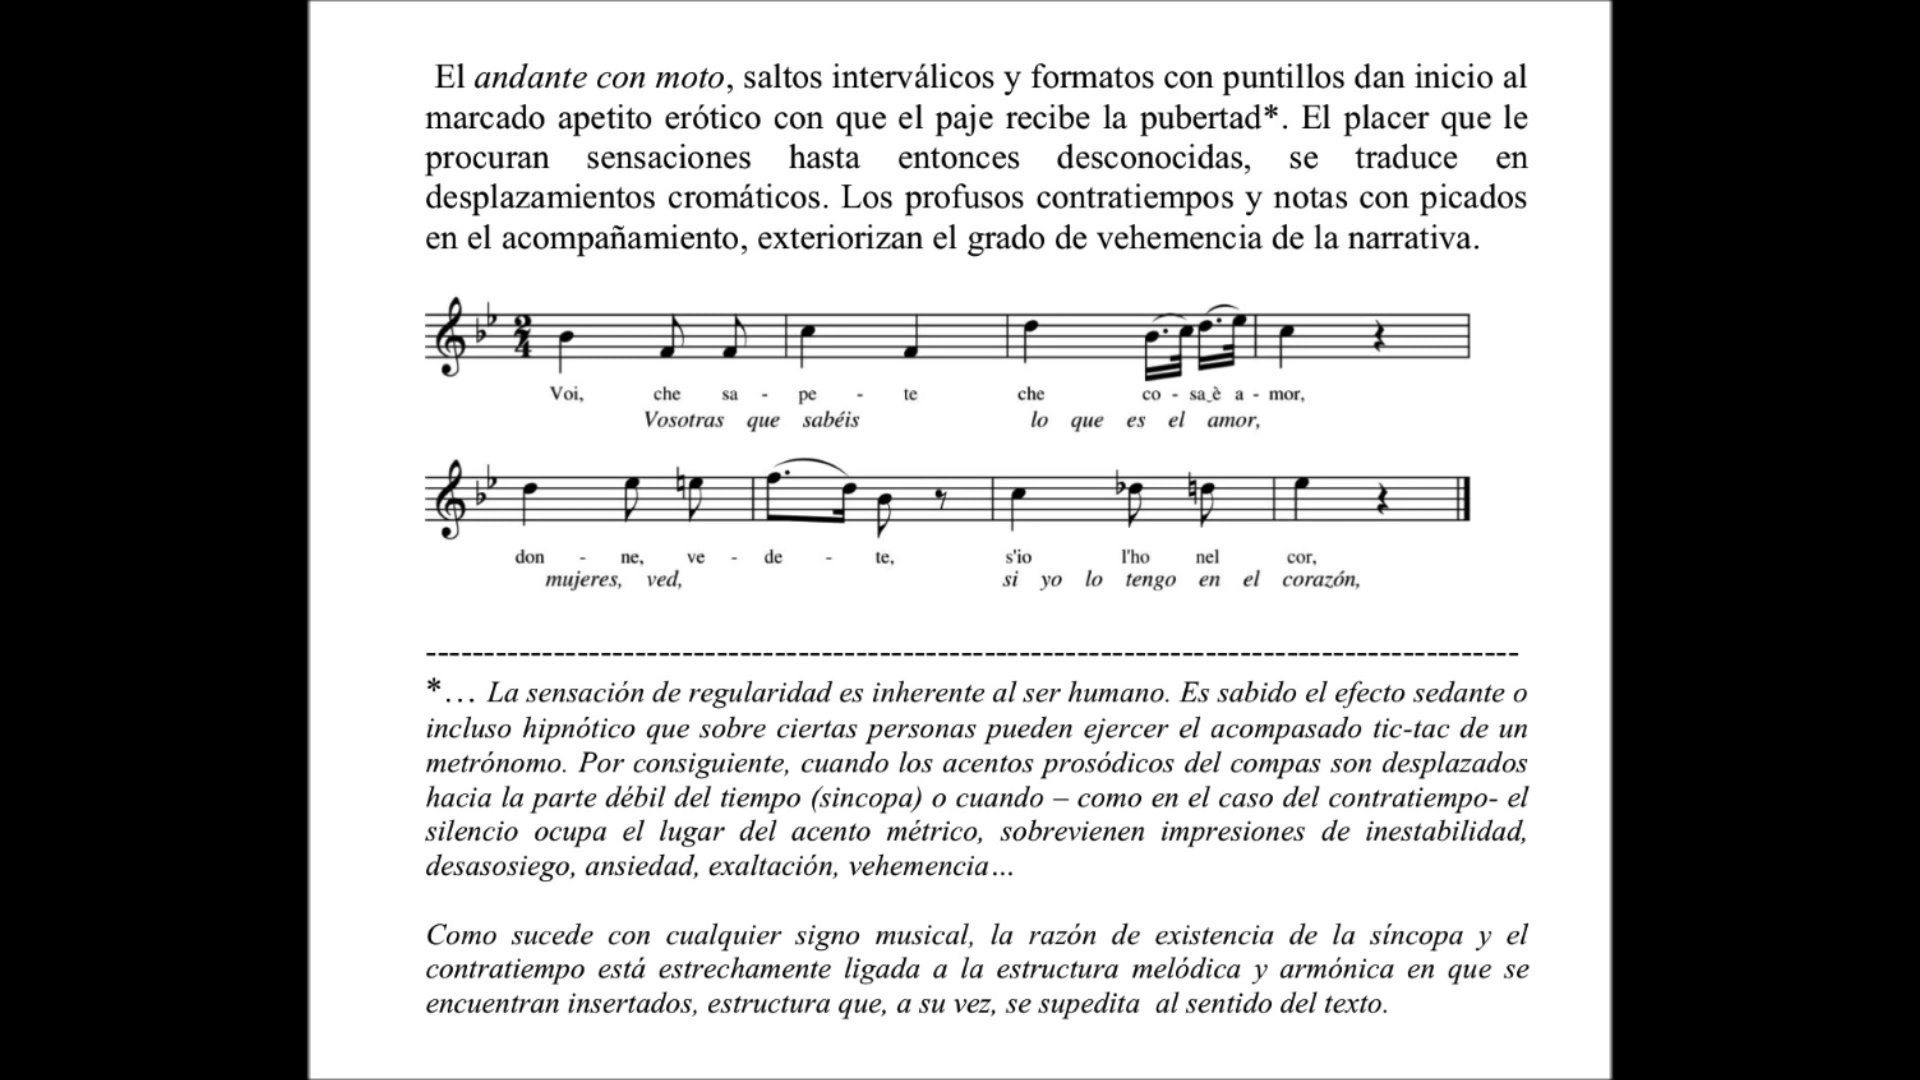 El andante con moto, saltos interválicos y formatos con puntillos dan inicio al
marcado apetito erótico con que el paje recibe la pubertad*. El placer que le
procuran sensaciones hasta entonces desconocidas, se traduce en
desplazamientos cromáticos. Los profusos contratiempos y notas con picados
en el acompañamiento, exteriorizan el grado de vehemencia de la narrativa.
2
4
Voi, che sa - pe - te che co - sa‿è a - mor,
Vosotras que sabéis lo que es el amor,
don - ne, ve - de - te, s'io l'ho nel cor,
mujeres, ved, si yo lo tengo en el corazón,
-----------------------------------------------------------------------------------------------
*… La sensación de regularidad es inherente al ser humano. Es sabido el efecto sedante o
incluso hipnótico que sobre ciertas personas pueden ejercer el acompasado tic-tac de un
metrónomo. Por consiguiente, cuando los acentos prosódicos del compas son desplazados
hacia la parte débil del tiempo (sincopa) o cuando – como en el caso del contratiempo- el
silencio ocupa el lugar del acento métrico, sobrevienen impresiones de inestabilidad,
desasosiego, ansiedad, exaltación, vehemencia…
Como sucede con cualquier signo musical, la razón de existencia de la síncopa y el
contratiempo está estrechamente ligada a la estructura melódica y armónica en que se
encuentran insertados, estructura que, a su vez, se supedita al sentido del texto.